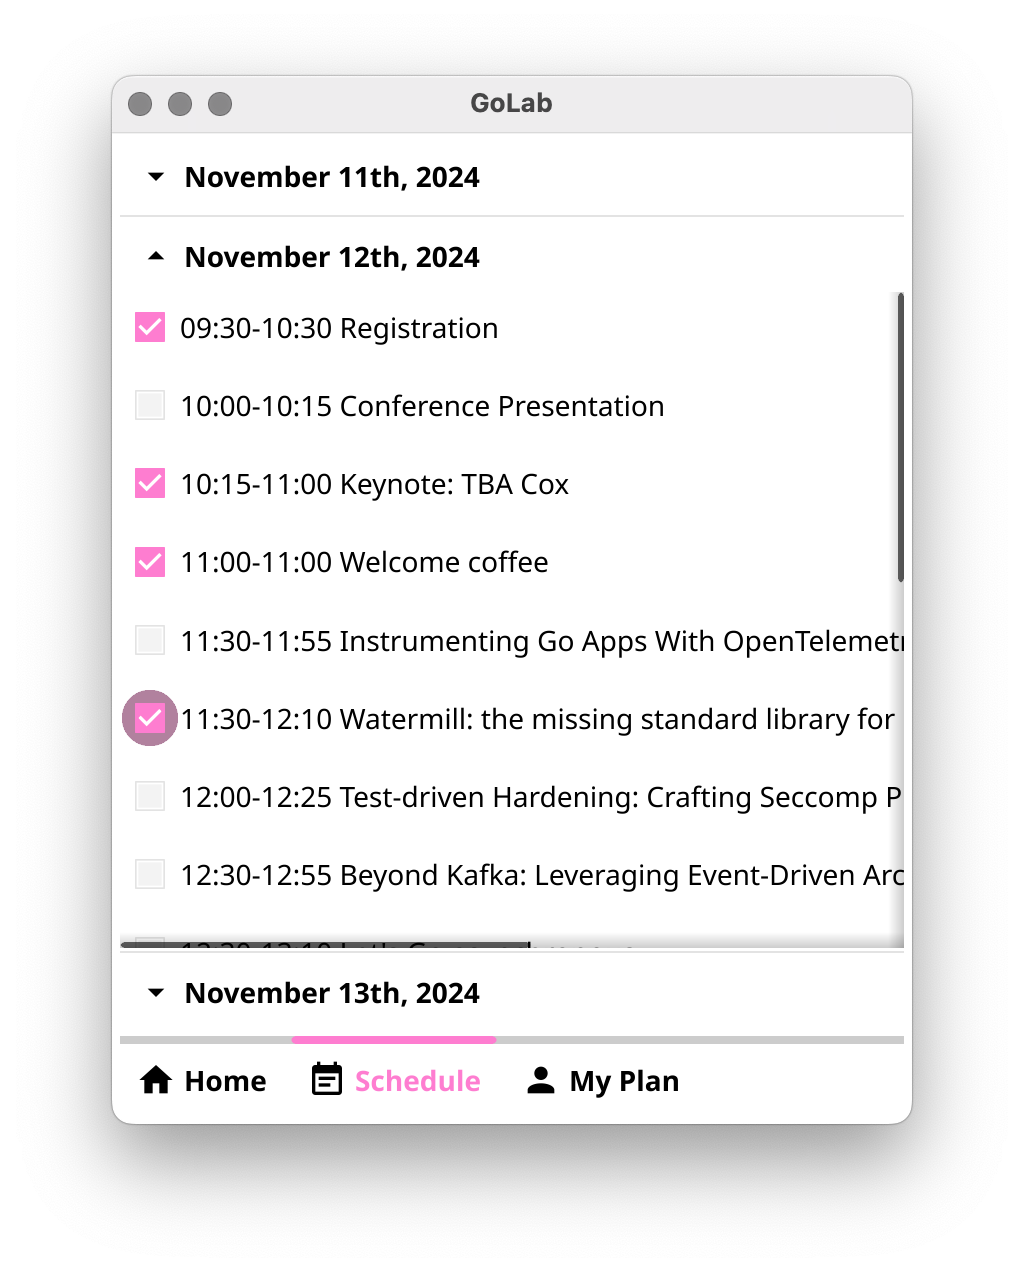 GoLab
November 11th, 2024
November 12th, 2024
09:30-10:30 Registration
10:00-10:15 Conference Presentation
10:15-11:00 Keynote: TBA Cox
11:00-11:00 Welcome coffee
11:30-11:55 Instrumenting Go Apps With OpenTelemetr
11:30-12:10 Watermill: the missing standard library for
12:00-12:25 Test-driven Hardening: Crafting Seccomp P
12:30-12:55 Beyond Kafka: Leveraging Event-Driven Arc
November 13th, 2024
Home Schedule My Plan